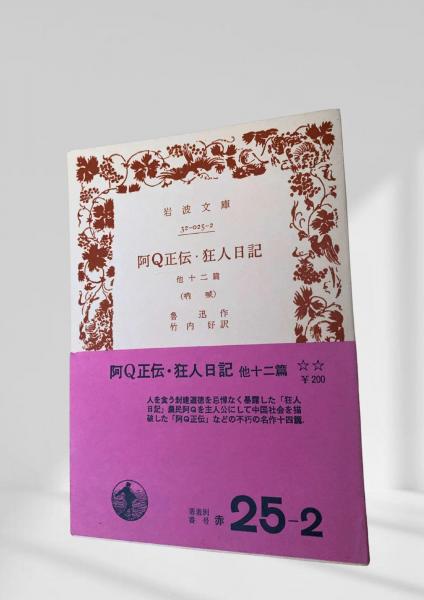 岩波文庫
32-025-2
阿Q正伝・狂人日記
他十二篇
(吶喊)
魯迅作
竹内好訳
阿Q正伝・狂人日記 他十二篇 ☆☆
￥200
人を食う封建道徳を忌憚なく暴露した「狂人
日記」農民阿Qを主人公にして中国社会を描
破した「阿Q正伝」などの不朽の名作十四篇.
著者別
番号 赤 25-2